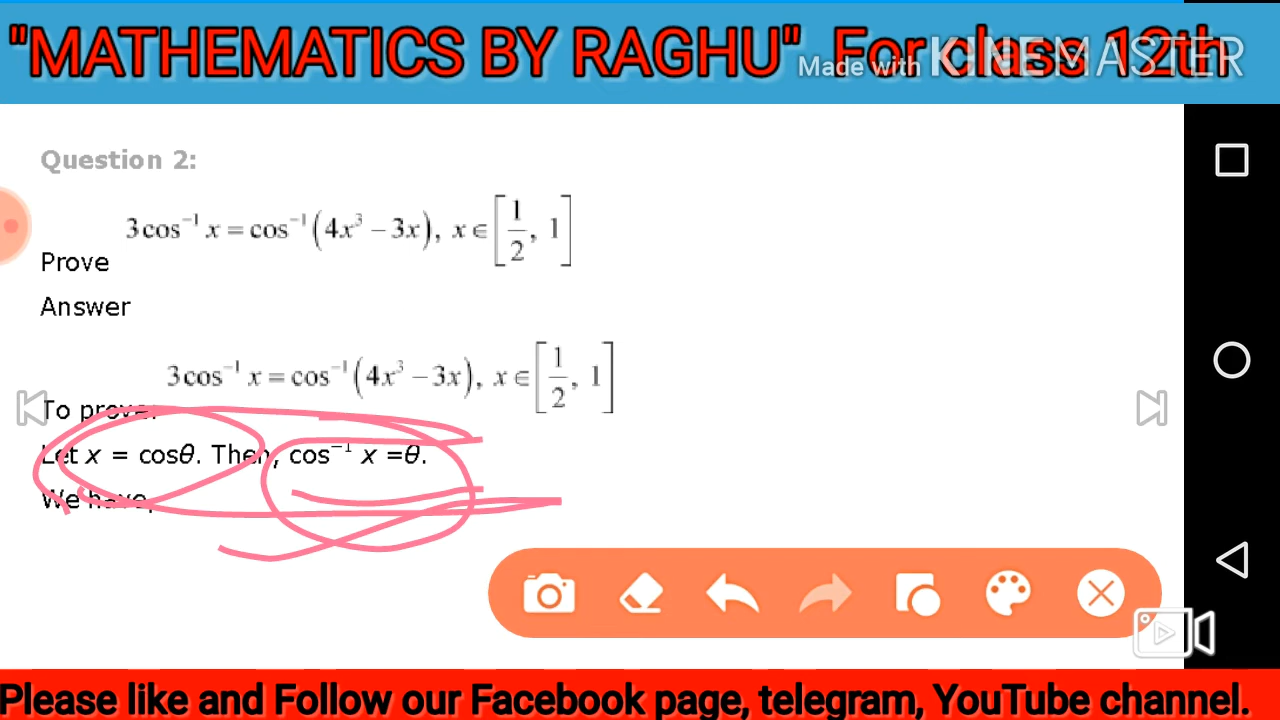 "MATHEMATICS BY RAGHU" For class 12th
Made with KINEMASTER
Question 2:
3cos⁻¹ x = cos⁻¹ (4x³ − 3x), x ∈ [1/2, 1]
Prove
Answer
3cos⁻¹ x = cos⁻¹ (4x³ − 3x), x ∈ [1/2, 1]
To prove:
Let x = cosθ. Then, cos⁻¹ x =θ.
We have,
Please like and Follow our Facebook page, telegram, YouTube channel.